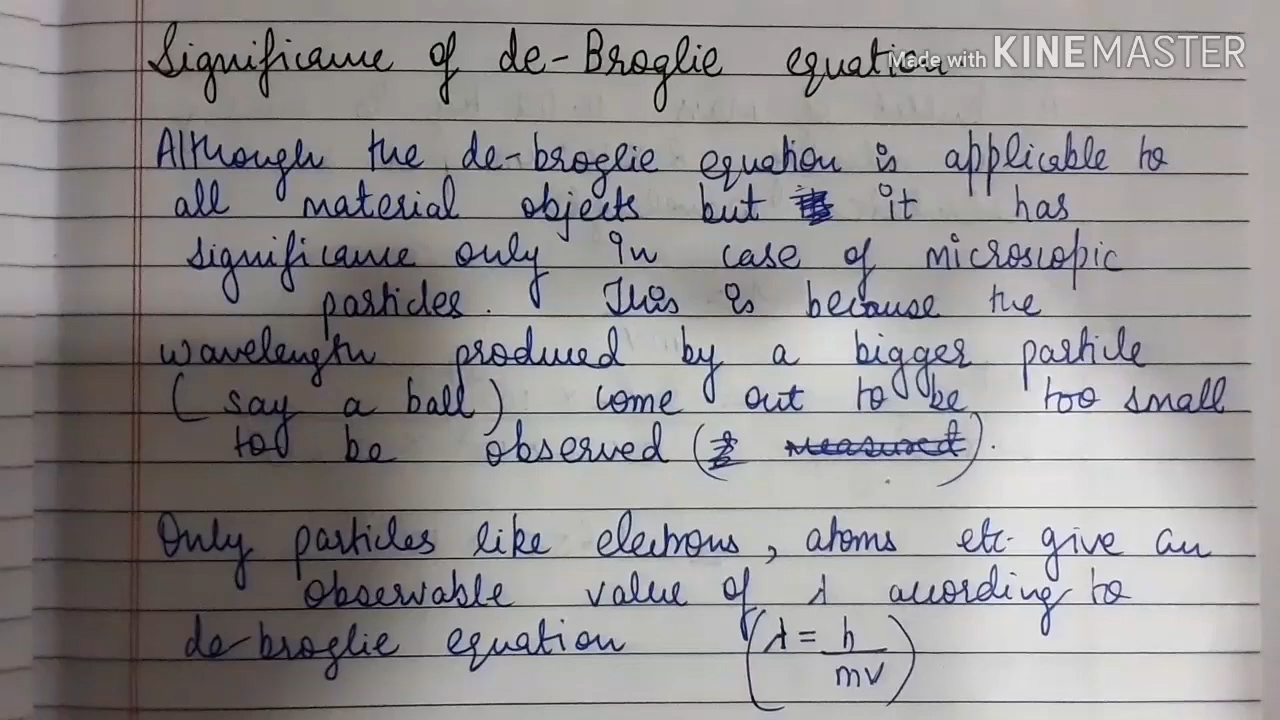 Significance of de-Broglie equation
Made with KINEMASTER
Although the de-broglie equation is applicable to
all material objects but it has
significance only in case of microscopic
particles. This is because the
wavelength produced by a bigger particle
(say a ball) come out to be too small
to be observed ( measured).
Only particles like electrons, atoms etc. give an
observable value of λ according to
de-broglie equation (λ = h/mv)